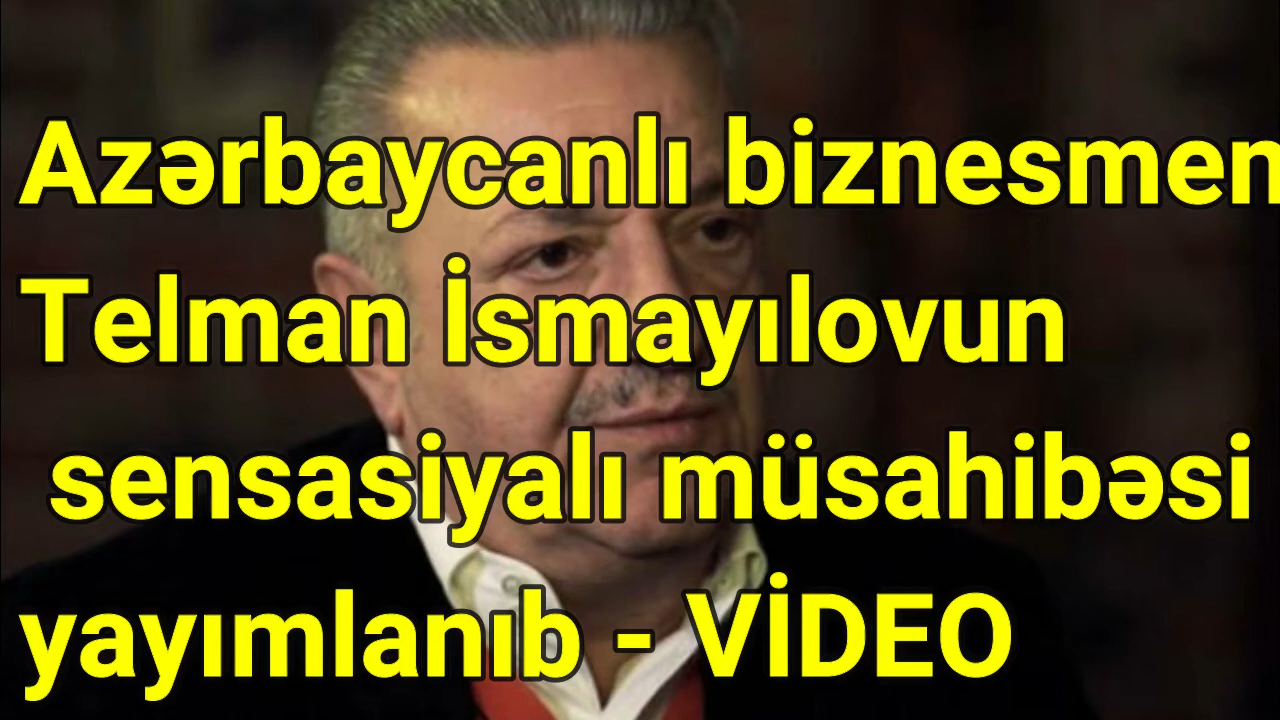 Azərbaycanlı biznesmen
Telman İsmayılovun
sensasiyalı müsahibəsi
yayımlanıb - VİDEO